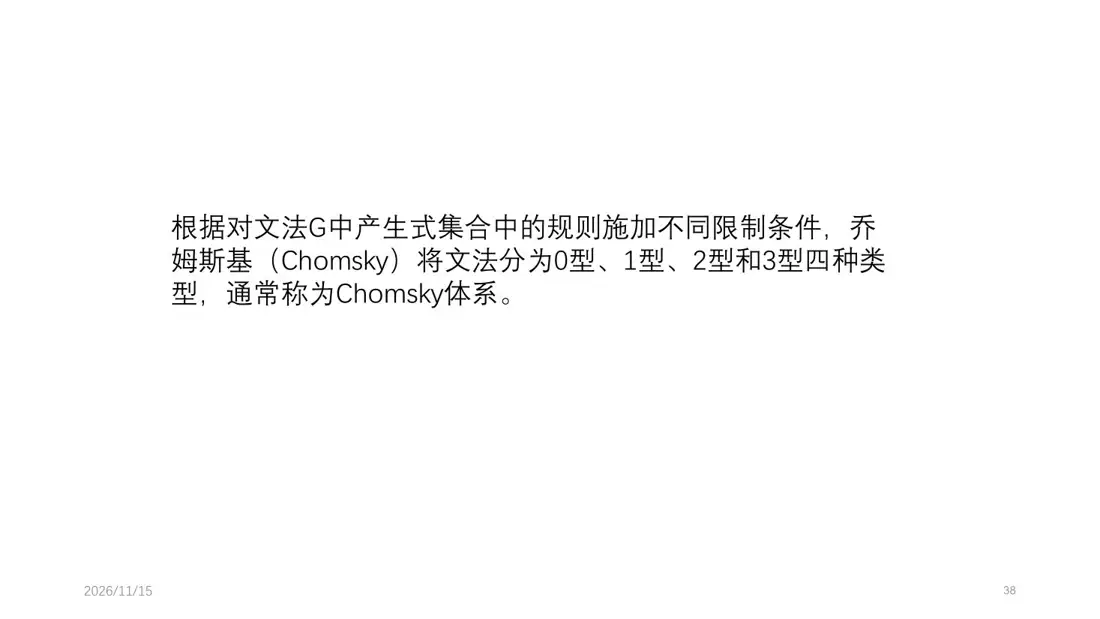 根据对文法G中产生式集合中的规则施加不同限制条件，乔
姆斯基（Chomsky）将文法分为0型、1型、2型和3型四种类
型，通常称为Chomsky体系。
2026/11/15
38